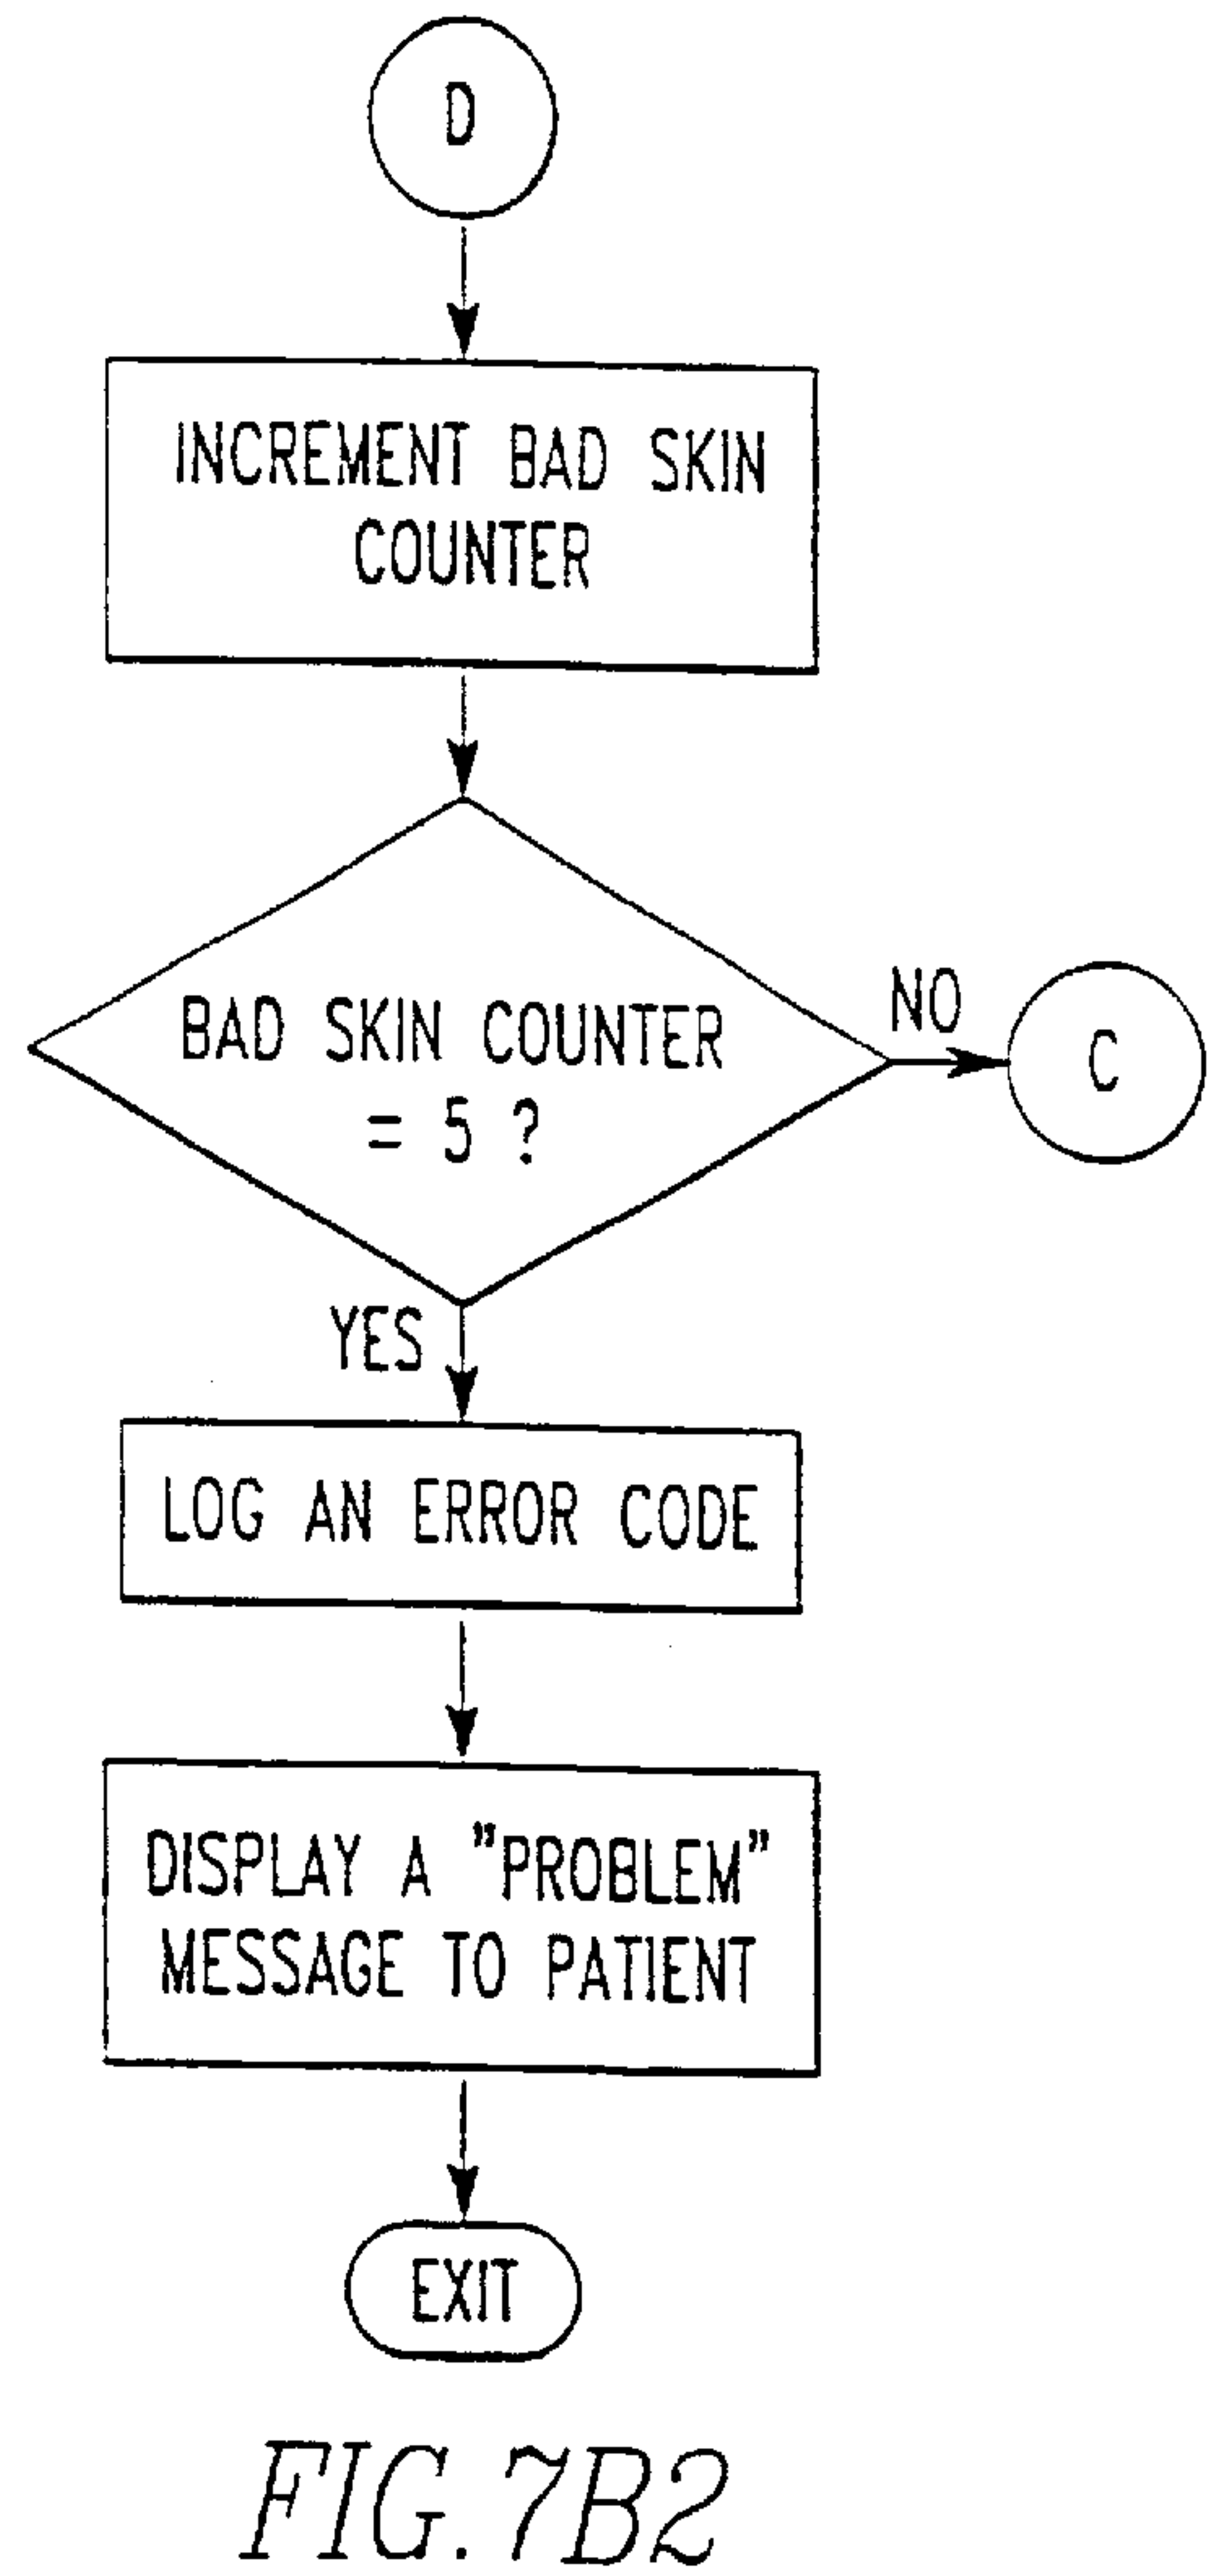 D
INCREMENT BAD SKIN
COUNTER
BAD SKIN COUNTER
= 5 ?
NO
C
YES
LOG AN ERROR CODE
DISPLAY A "PROBLEM"
MESSAGE TO PATIENT
EXIT
FIG. 7B2